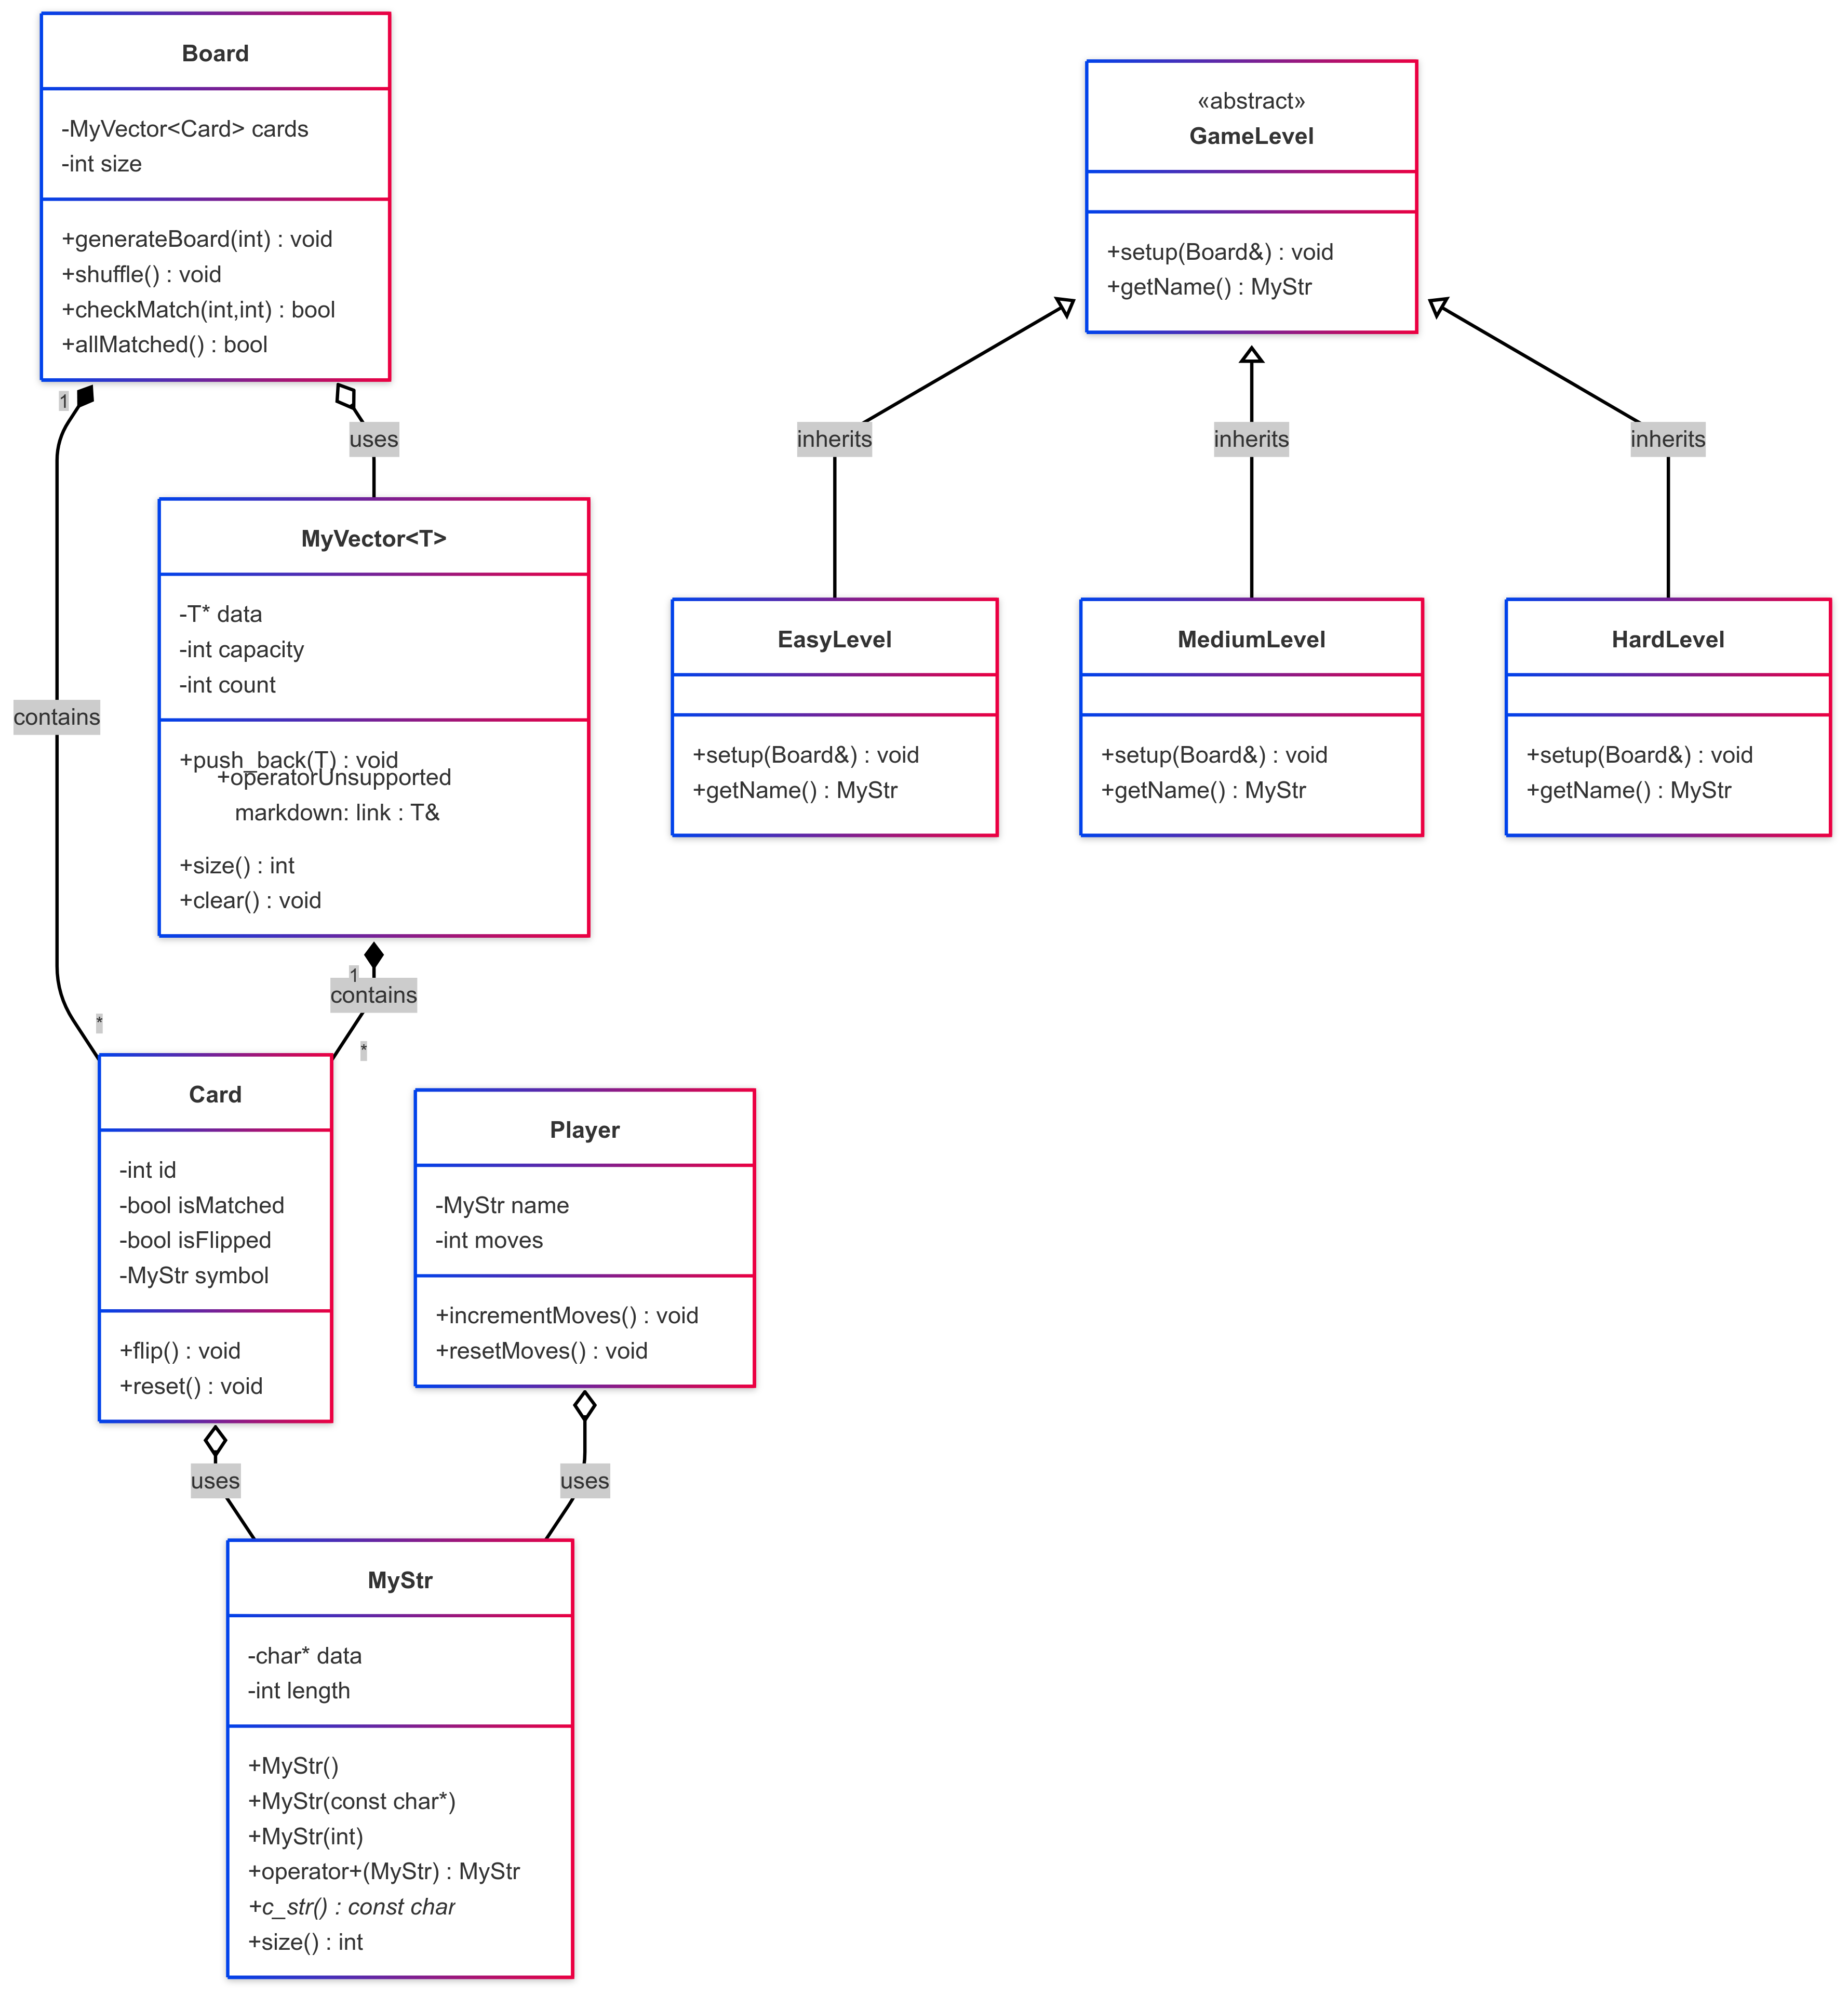 Board
-MyVector<Card> cards
-int size
+generateBoard(int) : void
+shuffle() : void
+checkMatch(int,int) : bool
+allMatched() : bool
«abstract»
GameLevel
+setup(Board&) : void
+getName() : MyStr
1
uses
inherits
inherits
inherits
MyVector<T>
-T* data
-int capacity
-int count
+push_back(T) : void
+operatorUnsupported
markdown: link : T&
+size() : int
+clear() : void
EasyLevel
+setup(Board&) : void
+getName() : MyStr
MediumLevel
+setup(Board&) : void
+getName() : MyStr
HardLevel
+setup(Board&) : void
+getName() : MyStr
contains
1
contains
*
*
Card
-int id
-bool isMatched
-bool isFlipped
-MyStr symbol
+flip() : void
+reset() : void
Player
-MyStr name
-int moves
+incrementMoves() : void
+resetMoves() : void
uses
uses
MyStr
-char* data
-int length
+MyStr()
+MyStr(const char*)
+MyStr(int)
+operator+(MyStr) : MyStr
+c_str() : const char
+size() : int